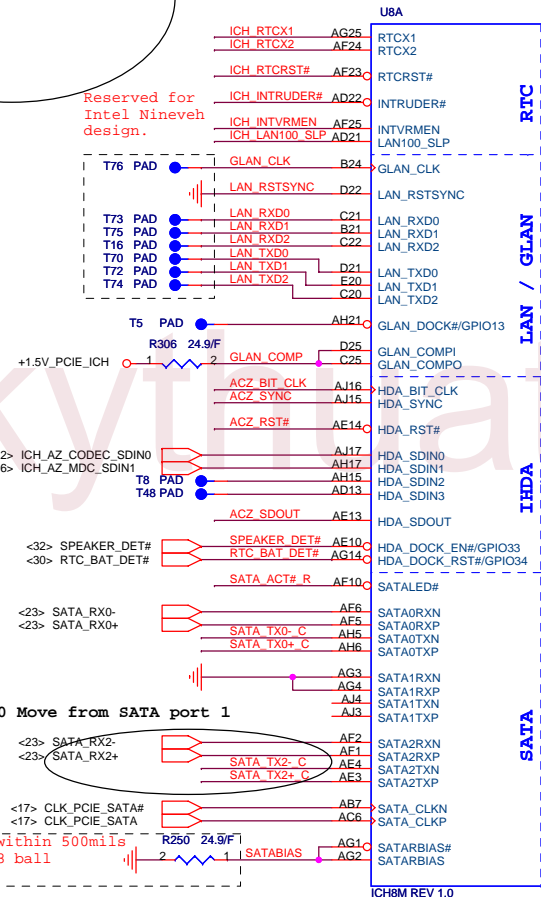 U8A
ICH_RTCX1 AG25 RTCX1
ICH_RTCX2 AF24 RTCX2
ICH_RTCRST# AF23 RTCRST#
ICH_INTRUDER# AD22 INTRUDER#
ICH_INTVRMEN AF25 INTVRMEN
ICH_LAN100_SLP AD21 LAN100_SLP
RTC
Reserved for
Intel Nineveh
design.
T76 PAD GLAN_CLK B24 GLAN_CLK
LAN_RSTSYNC D22 LAN_RSTSYNC
T73 PAD LAN_RXD0 C21 LAN_RXD0
T75 PAD LAN_RXD1 B21 LAN_RXD1
T16 PAD LAN_RXD2 C22 LAN_RXD2
T70 PAD LAN_TXD0 D21 LAN_TXD0
T72 PAD LAN_TXD1 E20 LAN_TXD1
T74 PAD LAN_TXD2 C20 LAN_TXD2
LAN / GLAN
T5 PAD AH21 GLAN_DOCK#/GPIO13
R306 24.9/F
+1.5V_PCIE_ICH 1 2 GLAN_COMP D25 GLAN_COMPI
C25 GLAN_COMPO
ACZ_BIT_CLK AJ16 HDA_BIT_CLK
ACZ_SYNC AJ15 HDA_SYNC
ACZ_RST# AE14 HDA_RST#
2> ICH_AZ_CODEC_SDIN0 AJ17 HDA_SDIN0
6> ICH_AZ_MDC_SDIN1 AH17 HDA_SDIN1
T8 PAD AH15 HDA_SDIN2
T48 PAD AD13 HDA_SDIN3
IHDA
ACZ_SDOUT AE13 HDA_SDOUT
<32> SPEAKER_DET# SPEAKER_DET# AE10 HDA_DOCK_EN#/GPIO33
<30> RTC_BAT_DET# RTC_BAT_DET# AG14 HDA_DOCK_RST#/GPIO34
SATA_ACT#_R AF10 SATALED#
<23> SATA_RX0- AF6 SATA0RXN
<23> SATA_RX0+ AF5 SATA0RXP
SATA_TX0-_C AH5 SATA0TXN
SATA_TX0+_C AH6 SATA0TXP
AG3 SATA1RXN
AG4 SATA1RXP
AJ4 SATA1TXN
AJ3 SATA1TXP
0 Move from SATA port 1
<23> SATA_RX2- AF2 SATA2RXN
<23> SATA_RX2+ AF1 SATA2RXP
SATA_TX2-_C AE4 SATA2TXN
SATA_TX2+_C AE3 SATA2TXP
SATA
<17> CLK_PCIE_SATA# AB7 SATA_CLKN
<17> CLK_PCIE_SATA AC6 SATA_CLKP
within 500mils
ball
R250 24.9/F
2 1 SATABIAS AG1 SATARBIAS#
AG2 SATARBIAS
ICH8M REV 1.0
kythuat